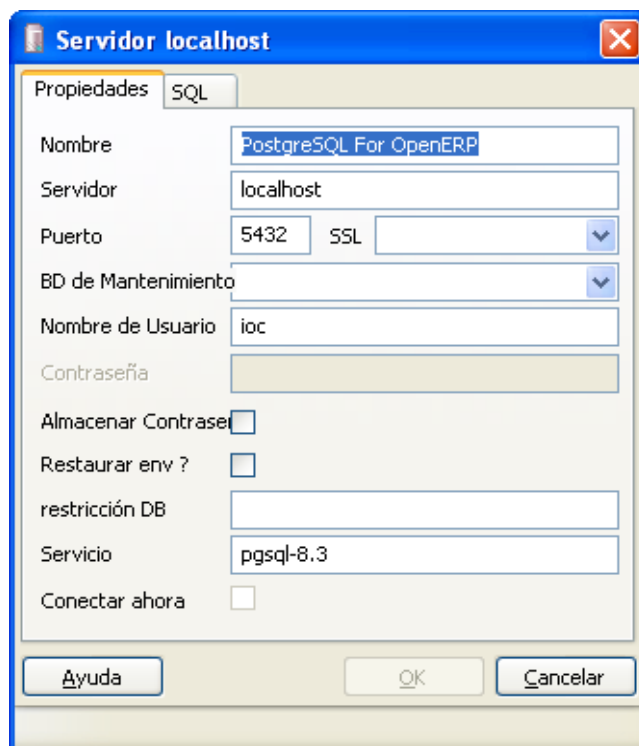 Servidor localhost
Propiedades SQL
Nombre PostgreSQL For OpenERP
Servidor localhost
Puerto 5432 SSL
BD de Mantenimiento
Nombre de Usuario ioc
Contraseña
Almacenar Contraseñ
Restaurar env ?
restricción DB
Servicio pgsql-8.3
Conectar ahora
Ayuda OK Cancelar